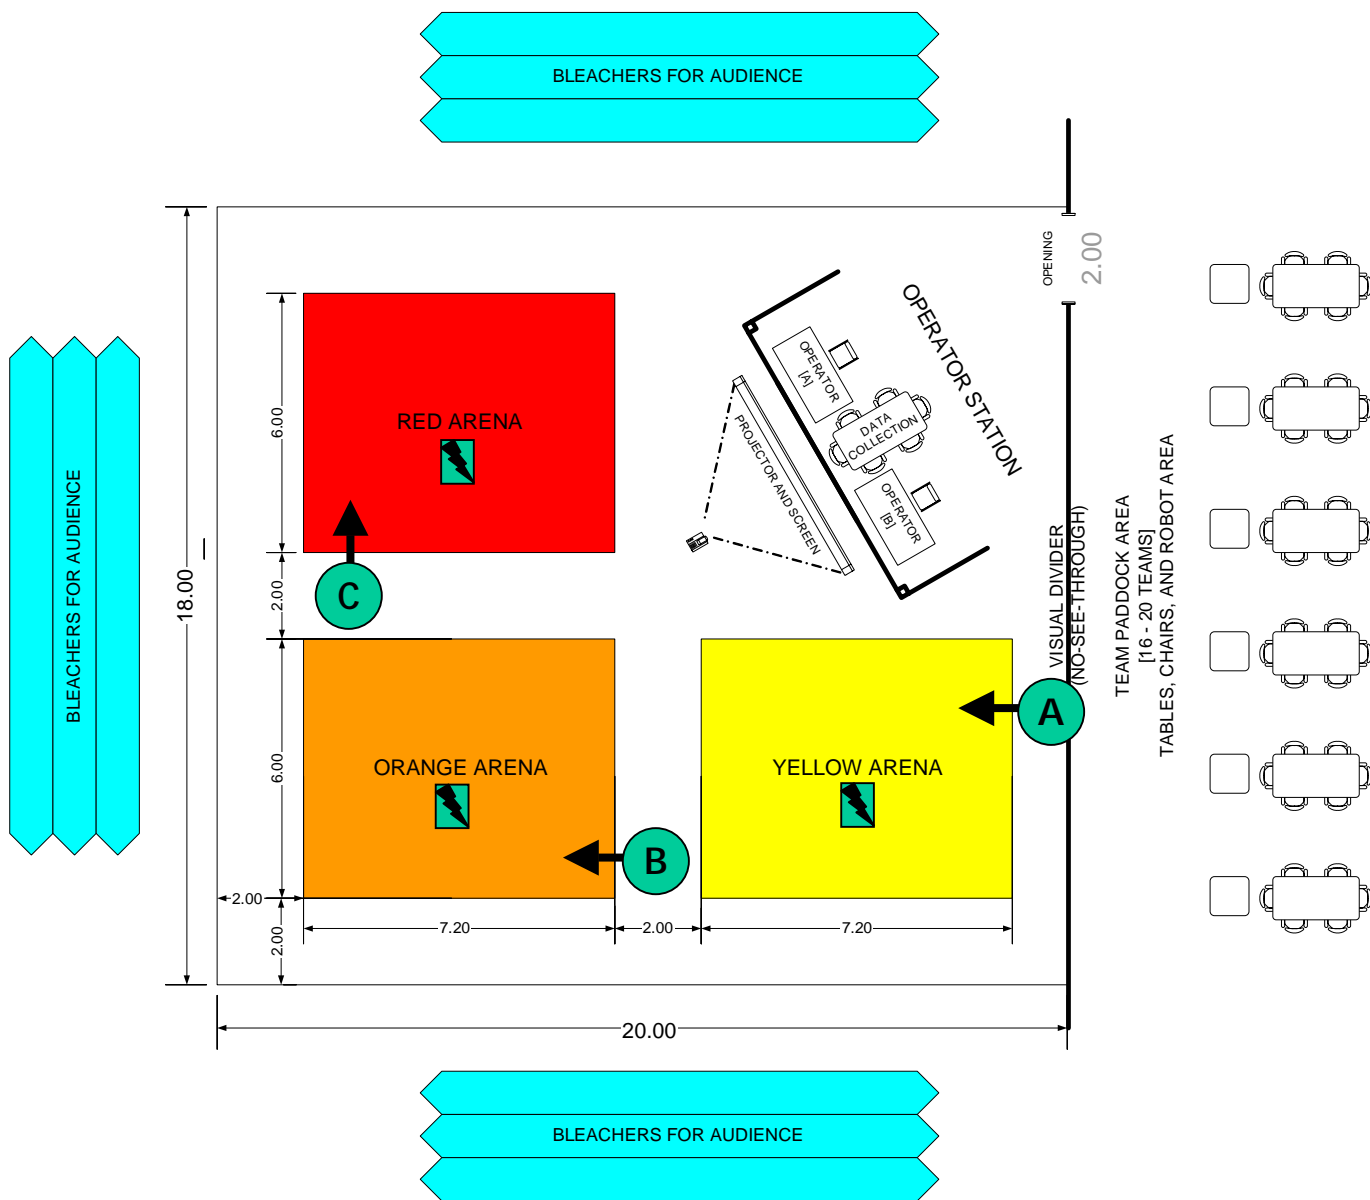 BLEACHERS FOR AUDIENCE
OPENING
2.00
18.00
6.00
RED ARENA
OPERATOR STATION
OPERATOR
[A]
DATA
COLLECTION
OPERATOR
[B]
PROJECTOR AND SCREEN
BLEACHERS FOR AUDIENCE
C
2.00
VISUAL DIVIDER
(NO-SEE-THROUGH)
TEAM PADDOCK AREA
[16 - 20 TEAMS]
TABLES, CHAIRS, AND ROBOT AREA
A
6.00
ORANGE ARENA
YELLOW ARENA
B
2.00
7.20
2.00
7.20
2.00
20.00
BLEACHERS FOR AUDIENCE